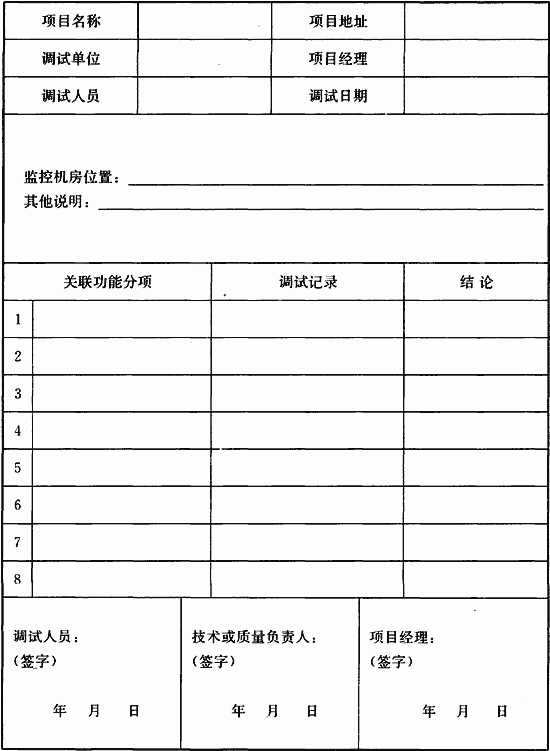 项目名称 项目地址
调试单位 项目经理
调试人员 调试日期
监控机房位置：
其他说明：
关联功能分项 调试记录 结论
1
2
3
4
5
6
7
8
调试人员： 技术或质量负责人： 项目经理：
(签字) (签字) (签字)
年 月 日 年 月 日 年 月 日